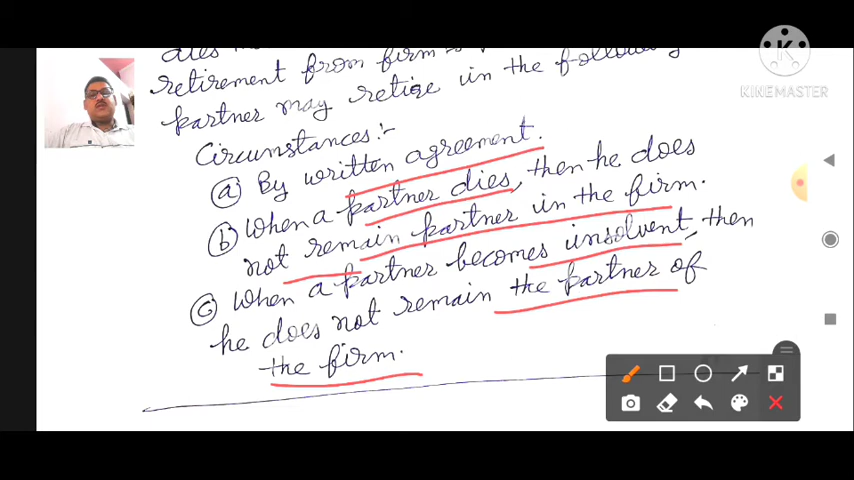 retirement from firm
partner may retire in the following
Circumstances:-
(a) By written agreement.
(b) When a partner dies, then he does
not remain partner in the firm.
(c) When a partner becomes insolvent, then
he does not remain the partner of
the firm.
K
KINEMASTER